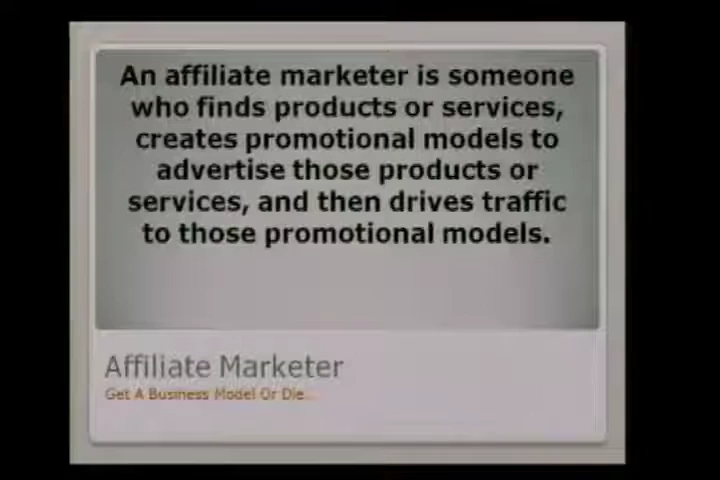 An affiliate marketer is someone
who finds products or services,
creates promotional models to
advertise those products or
services, and then drives traffic
to those promotional models.
Affiliate Marketer
Get A Business Model Or Die...